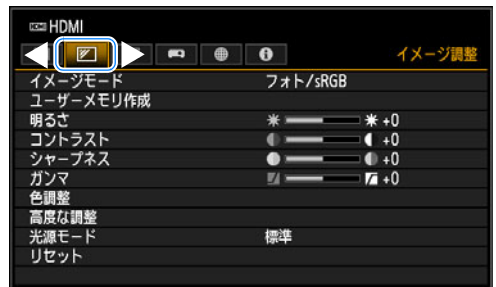 HDMI HDMI
イメージ調整
イメージモード フォト/sRGB
ユーザーメモリ作成
明るさ +0
コントラスト +0
シャープネス +0
ガンマ +0
色調整
高度な調整
光源モード 標準
リセット